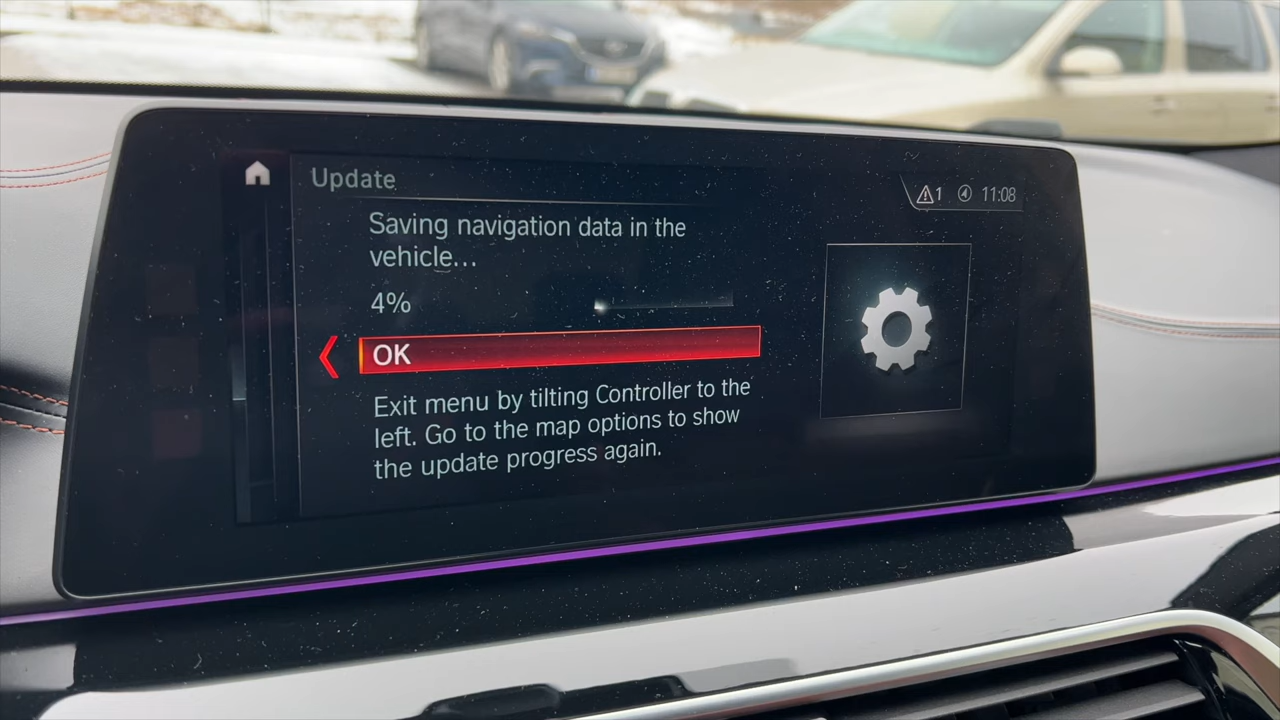 Update
1 11:08
Saving navigation data in the
vehicle...
4%
OK
Exit menu by tilting Controller to the
left. Go to the map options to show
the update progress again.